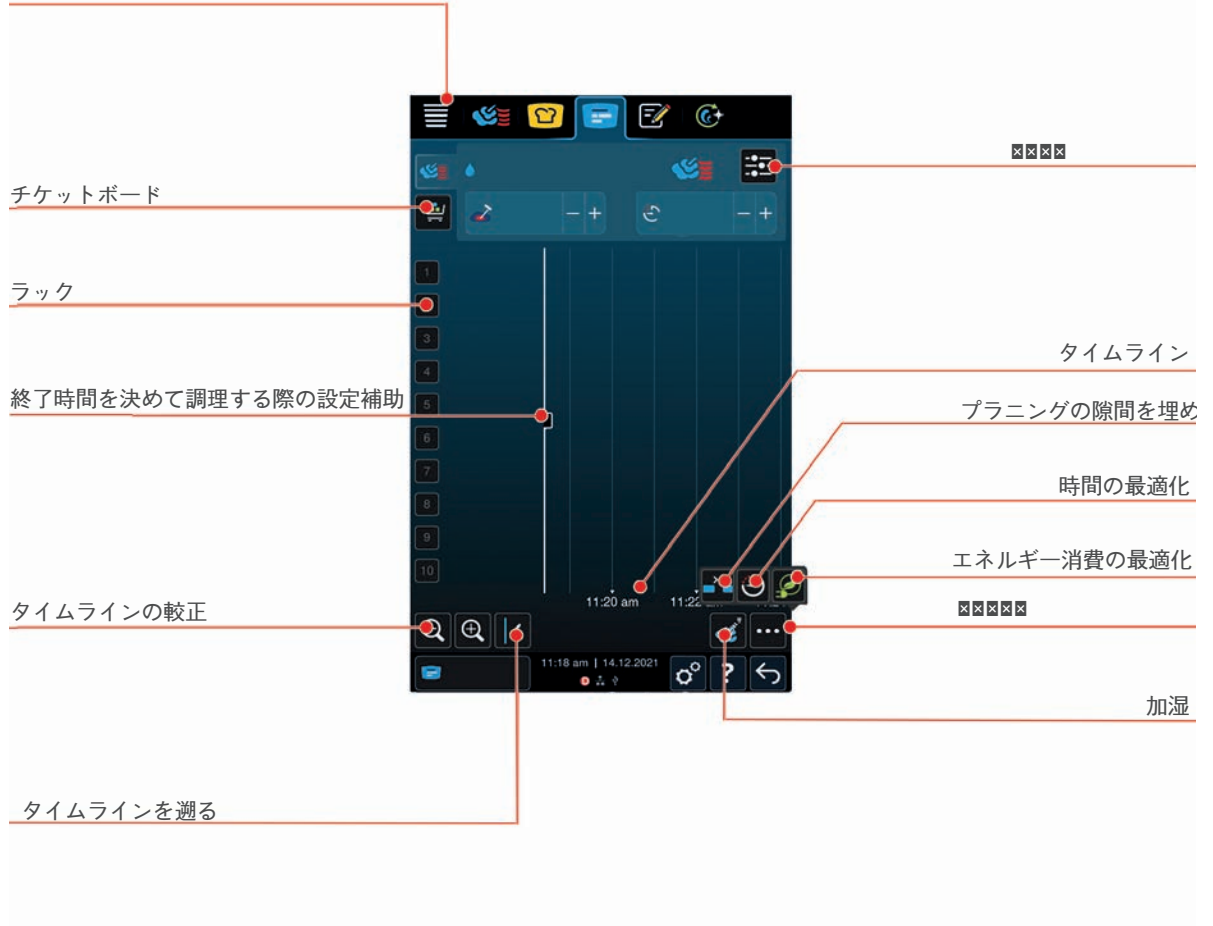 チケットボード
ラック
1
3
4
5
6
7
8
9
10
終了時間を決めて調理する際の設定補助
タイムライン
プラニングの隙間を埋め
時間の最適化
エネルギー消費の最適化
11:20 am
タイムラインの較正
11:18 am | 14.12.2021
?
加湿
タイムラインを遡る